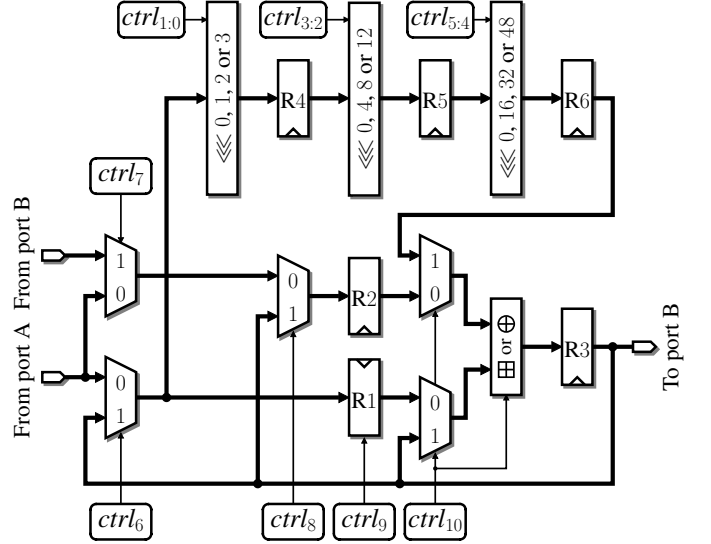 ctrl₁:₀
ctrl₃:₂
ctrl₅:₄
⋘ 0, 1, 2 or 3
R4
⋘ 0, 4, 8 or 12
R5
⋘ 0, 16, 32 or 48
R6
ctrl₇
From port B
1
0
0
1
R2
1
0
⊞ or ⊕
R3
To port B
From port A
0
1
R1
0
1
ctrl₆
ctrl₈
ctrl₉
ctrl₁₀